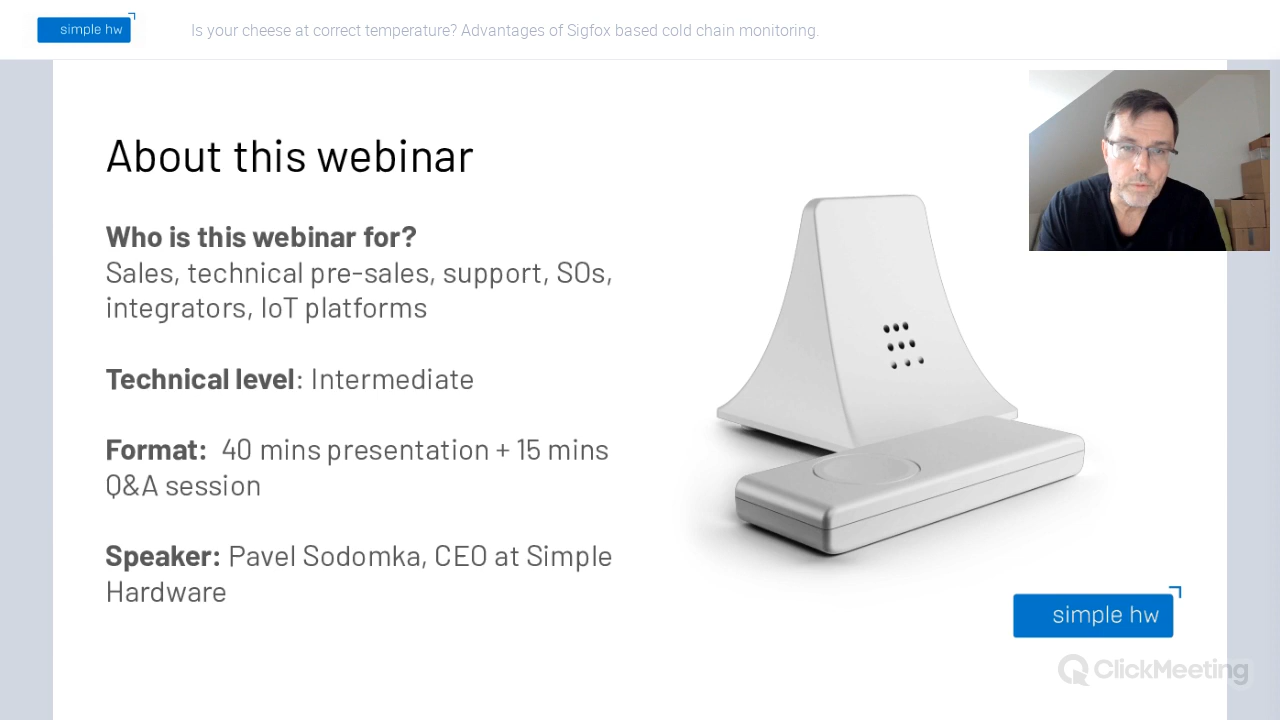 simple hw
Is your cheese at correct temperature? Advantages of Sigfox based cold chain monitoring.
About this webinar
Who is this webinar for?
Sales, technical pre-sales, support, SOs,
integrators, IoT platforms
Technical level: Intermediate
Format: 40 mins presentation + 15 mins
Q&A session
Speaker: Pavel Sodomka, CEO at Simple
Hardware
simple hw
ClickMeeting